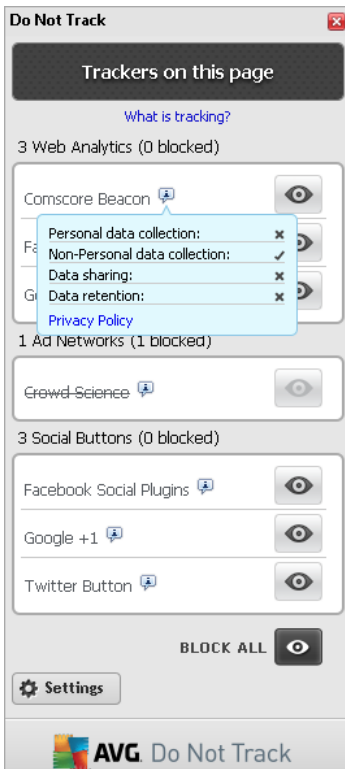 Do Not Track
Trackers on this page
What is tracking?
3 Web Analytics (0 blocked)
Comscore Beacon
Personal data collection:
Non-Personal data collection:
Data sharing:
Data retention:
Privacy Policy
1 Ad Networks (1 blocked)
Crowd Science
3 Social Buttons (0 blocked)
Facebook Social Plugins
Google +1
Twitter Button
BLOCK ALL
Settings
AVG. Do Not Track